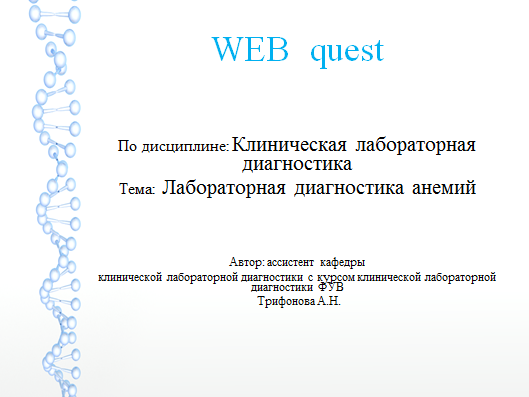 WEB quest
По дисциплине: Клиническая лабораторная
диагностика
Тема: Лабораторная диагностика анемий
Автор: ассистент кафедры
клинической лабораторной диагностики с курсом клинической лабораторной
диагностики ФУВ
Трифонова А.Н.